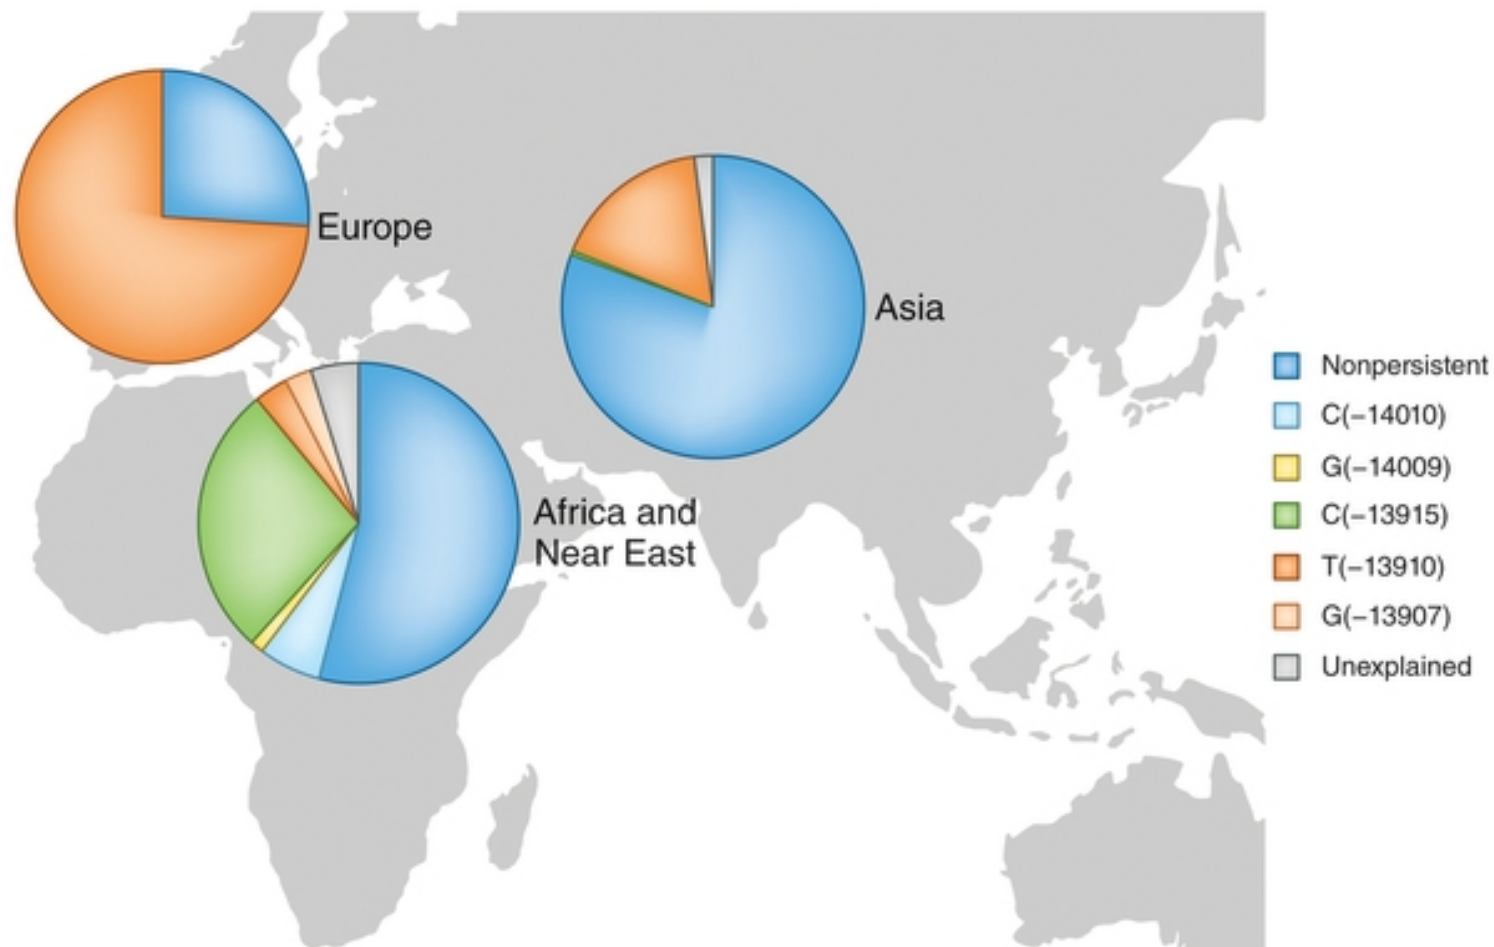 Europe
Asia
Africa and
Near East
Nonpersistent
C(−14010)
G(−14009)
C(−13915)
T(−13910)
G(−13907)
Unexplained